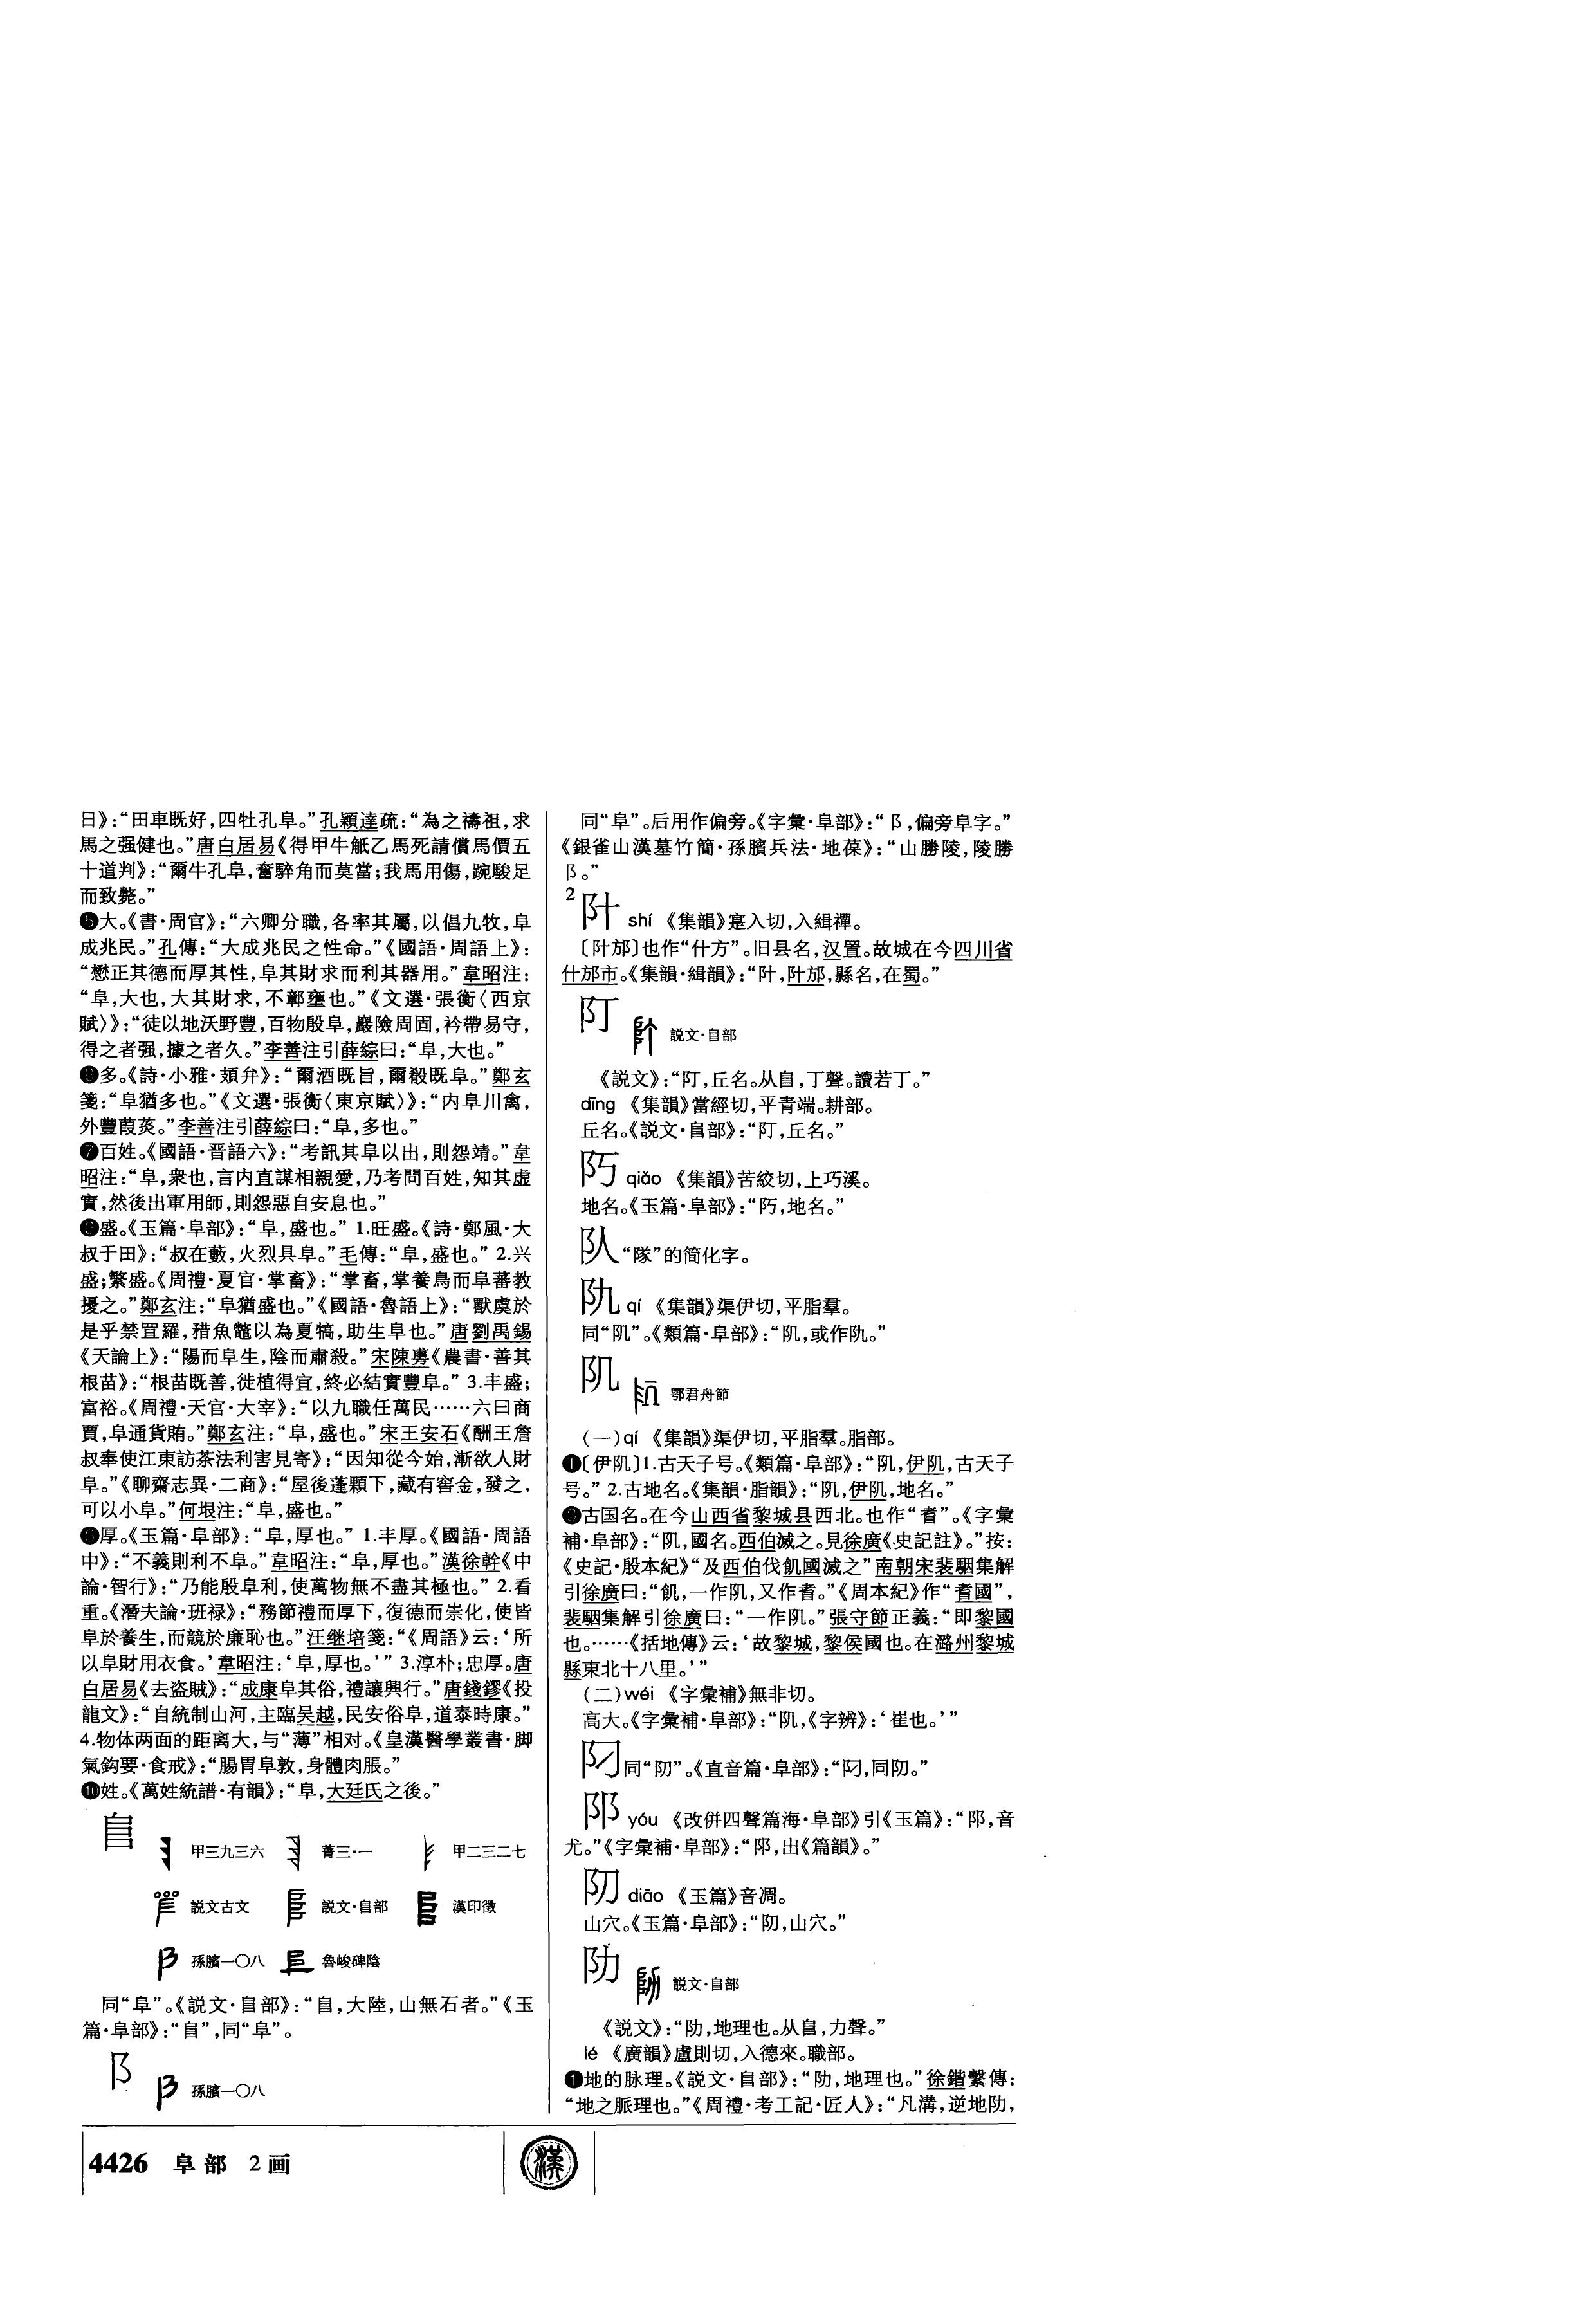 日》:“田車既好,四牡孔阜。”孔穎達疏:“為之禱祖,求
馬之强健也。”唐白居易《得甲牛觝乙馬死請償馬價五
十道判》:“爾牛孔阜,奮騂角而莫當;我馬用傷,踠駿足
而致斃。”
❺大。《書·周官》:“六卿分職,各率其屬,以倡九牧,阜
成兆民。”孔傳:“大成兆民之性命。”《國語·周語上》:
“懋正其德而厚其性,阜其財求而利其器用。”韋昭注:
“阜,大也,大其財求,不鄣壅也。”《文選·張衡〈西京
賦〉》:“徒以地沃野豐,百物殷阜,巖險周固,衿帶易守,
得之者强,據之者久。”李善注引薛綜曰:“阜,大也。”
❻多。《詩·小雅·頍弁》:“爾酒既旨,爾殽既阜。”鄭玄
箋:“阜猶多也。”《文選·張衡〈東京賦〉》:“内阜川禽,
外豐葭菼。”李善注引薛綜曰:“阜,多也。”
❼百姓。《國語·晋語六》:“考訊其阜以出,則怨靖。”韋
昭注:“阜,衆也,言内直謀相親愛,乃考問百姓,知其虚
實,然後出軍用師,則怨惡自安息也。”
❽盛。《玉篇·阜部》:“阜,盛也。” 1.旺盛。《詩·鄭風·大
叔于田》:“叔在藪,火烈具阜。”毛傳:“阜,盛也。” 2.兴
盛;繁盛。《周禮·夏官·掌畜》:“掌畜,掌養鳥而阜蕃教
擾之。”鄭玄注:“阜猶盛也。”《國語·魯語上》:“獸虞於
是乎禁罝羅,矠魚鼈以為夏犒,助生阜也。”唐劉禹錫
《天論上》:“陽而阜生,陰而肅殺。”宋陳旉《農書·善其
根苗》:“根苗既善,徙植得宜,終必結實豐阜。” 3.丰盛;
富裕。《周禮·天官·大宰》:“以九職任萬民……六曰商
賈,阜通貨賄。”鄭玄注:“阜,盛也。”宋王安石《酬王詹
叔奉使江東訪茶法利害見寄》:“因知從今始,漸欲人財
阜。”《聊齋志異·二商》:“屋後蓬顆下,藏有窖金,發之,
可以小阜。”何垠注:“阜,盛也。”
❾厚。《玉篇·阜部》:“阜,厚也。” 1.丰厚。《國語·周語
中》:“不義則利不阜。”韋昭注:“阜,厚也。”漢徐幹《中
論·智行》:“乃能殷阜利,使萬物無不盡其極也。” 2.看
重。《潛夫論·班禄》:“務節禮而厚下,復德而崇化,使皆
阜於養生,而競於廉恥也。”汪继培箋:“《周語》云:‘所
以阜財用衣食。’韋昭注:‘阜,厚也。’” 3.淳朴;忠厚。唐
白居易《去盗賊》:“成康阜其俗,禮讓興行。”唐錢鏐《投
龍文》:“自統制山河,主臨吴越,民安俗阜,道泰時康。”
4.物体两面的距离大,与“薄”相对。《皇漢醫學叢書·脚
氣鈎要·食戒》:“腸胃阜敦,身體肉脹。”
❿姓。《萬姓統譜·有韻》:“阜,大廷氏之後。”
𨸏
甲三九三六 菁三·一 甲二三二七
説文古文 説文·𨸏部 漢印徵
孫臏一〇八 魯峻碑陰
同“阜”。《説文·𨸏部》:“𨸏,大陸,山無石者。”《玉
篇·阜部》:“𨸏”,同“阜”。
阝
孫臏一〇八
同“阜”。后用作偏旁。《字彙·阜部》:“阝,偏旁阜字。”
《銀雀山漢墓竹簡·孫臏兵法·地葆》:“山勝陵,陵勝
阝。”
2
阩 shí 《集韻》寔入切,入緝禪。
〔阡邡〕也作“什方”。旧县名,汉置。故城在今四川省
什邡市。《集韻·緝韻》:“阡,阡邡,縣名,在蜀。”
阠
説文·𨸏部
《説文》:“阠,丘名。从𨸏,丁聲。讀若丁。”
dīng 《集韻》當經切,平青端。耕部。
丘名。《説文·𨸏部》:“阠,丘名。”
阣 qiǎo 《集韻》苦絞切,上巧溪。
地名。《玉篇·阜部》:“阣,地名。”
队 “隊”的简化字。
阤 qí 《集韻》渠伊切,平脂羣。
同“阢”。《類篇·阜部》:“阢,或作阤。”
𨸐
鄂君舟節
(一)qí 《集韻》渠伊切,平脂羣。脂部。
❶〔伊𨸐〕1.古天子号。《類篇·阜部》:“𨸐,伊𨸐,古天子
号。” 2.古地名。《集韻·脂韻》:“𨸐,伊𨸐,地名。”
❷古国名。在今山西省黎城县西北。也作“耆”。《字彙
補·阜部》:“𨸐,國名。西伯滅之。見徐廣《史記註》。”按:
《史記·殷本紀》“及西伯伐飢國滅之”南朝宋裴駰集解
引徐廣曰:“飢,一作𨸐,又作耆。”《周本紀》作“耆國”,
裴駰集解引徐廣曰:“一作𨸐。”張守節正義:“即黎國
也。……《括地傳》云:‘故黎城,黎侯國也。在潞州黎城
縣東北十八里。’”
(二)wéi 《字彙補》無非切。
高大。《字彙補·阜部》:“𨸐,《字辨》:‘崔也。’”
同“阞”。《直音篇·阜部》
yóu 《改併四聲篇海·阜部》引《玉篇》:“𨸖,音
尤。”《字彙補·阜部》:“𨸖,出《篇韻》。”
diāo 《玉篇》音凋。
山穴。《玉篇·阜部》:“𨸓,山穴。”
阞
説文·𨸏部
《説文》:“阞,地理也。从𨸏,力聲。”
lé 《廣韻》盧則切,入德來。職部。
❶地的脉理。《説文·𨸏部》:“阞,地理也。”徐鍇繫傳:
“地之脈理也。”《周禮·考工記·匠人》:“凡溝,逆地阞,
4426 阜部 2画
漢